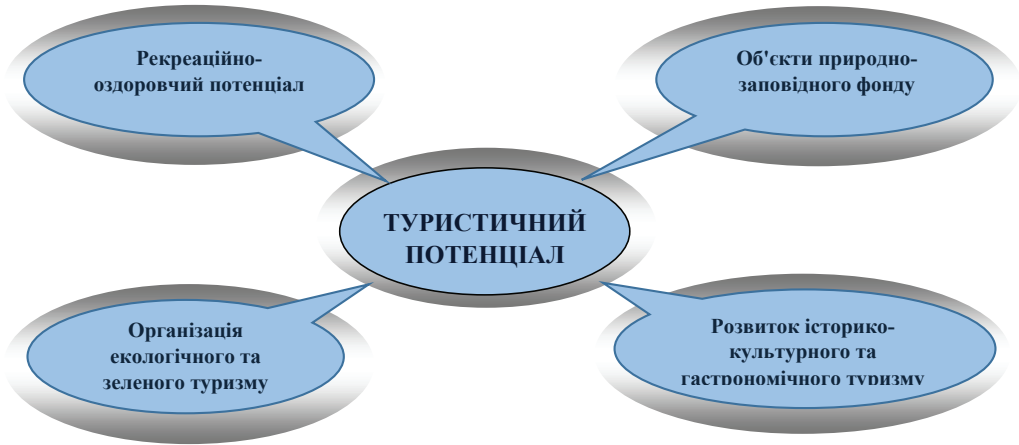 Рекреаційно-
оздоровчий потенціал
Об'єкти природно-
заповідного фонду
ТУРИСТИЧНИЙ
ПОТЕНЦІАЛ
Організація
екологічного та
зеленого туризму
Розвиток історико-
культурного та
гастрономічного туризму